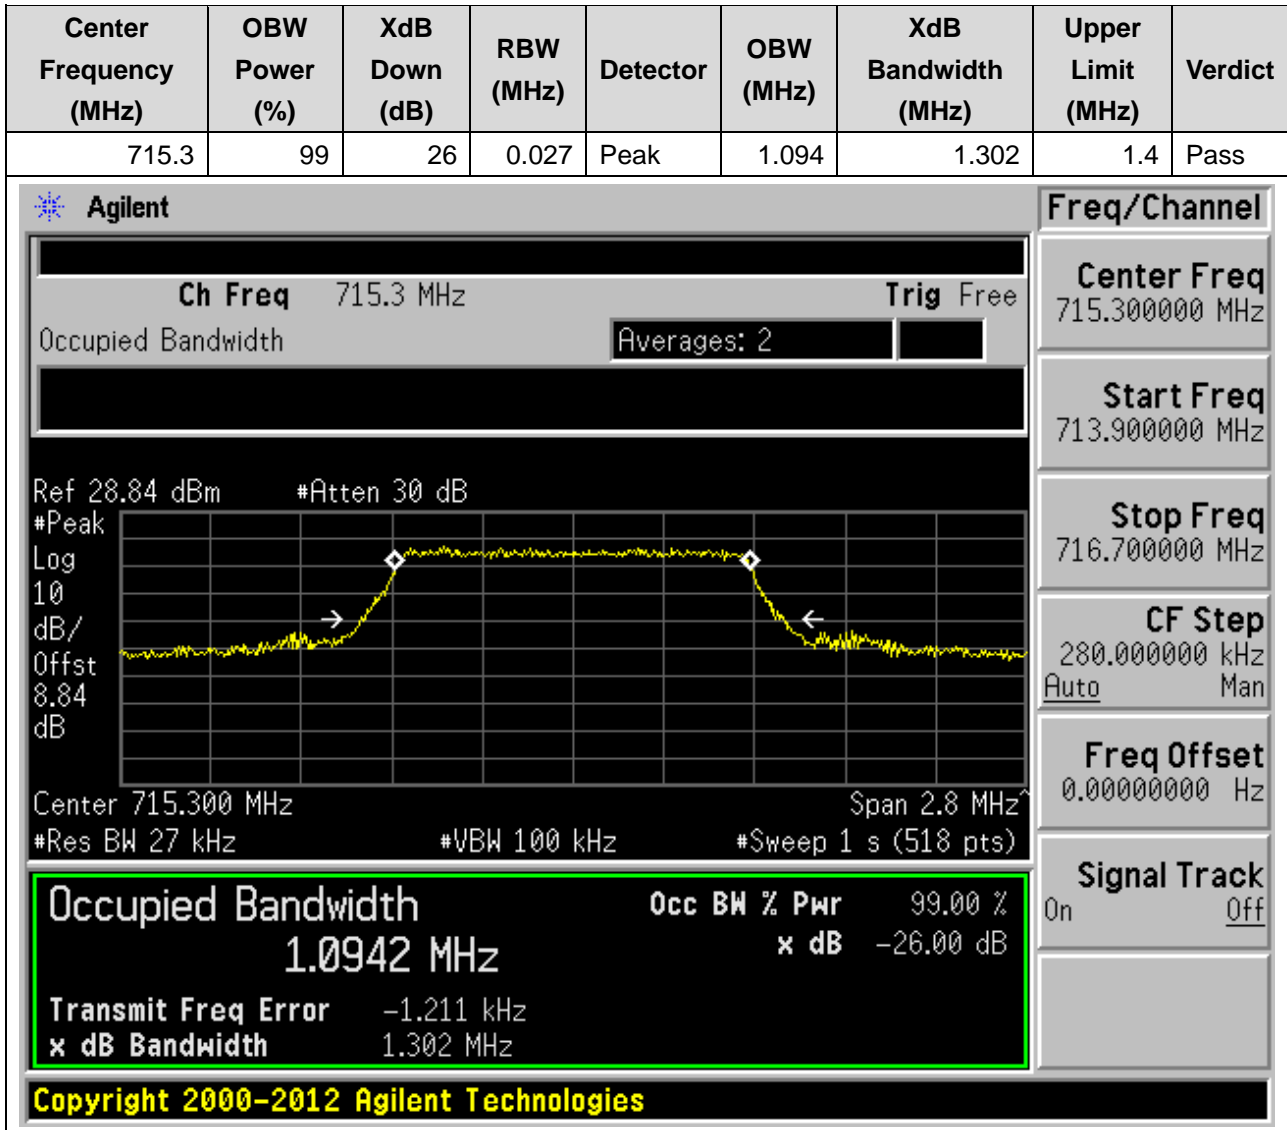 Center Frequency (MHz) OBW Power (%) XdB Down (dB) RBW (MHz) Detector OBW (MHz) XdB Bandwidth (MHz) Upper Limit (MHz) Verdict
715.3 99 26 0.027 Peak 1.094 1.302 1.4 Pass
Agilent
Freq/Channel
Ch Freq 715.3 MHz Trig Free
Occupied Bandwidth Averages: 2
Center Freq
715.300000 MHz
Start Freq
713.900000 MHz
Stop Freq
716.700000 MHz
CF Step
280.000000 kHz
Auto Man
Freq Offset
0.00000000 Hz
Signal Track
On Off
Ref 28.84 dBm #Atten 30 dB
#Peak
Log
10
dB/
Offst
8.84
dB
Center 715.300 MHz Span 2.8 MHz^
#Res BW 27 kHz #VBW 100 kHz #Sweep 1 s (518 pts)
Occupied Bandwidth Occ BW % Pwr 99.00 %
1.0942 MHz x dB -26.00 dB
Transmit Freq Error -1.211 kHz
x dB Bandwidth 1.302 MHz
Copyright 2000-2012 Agilent Technologies